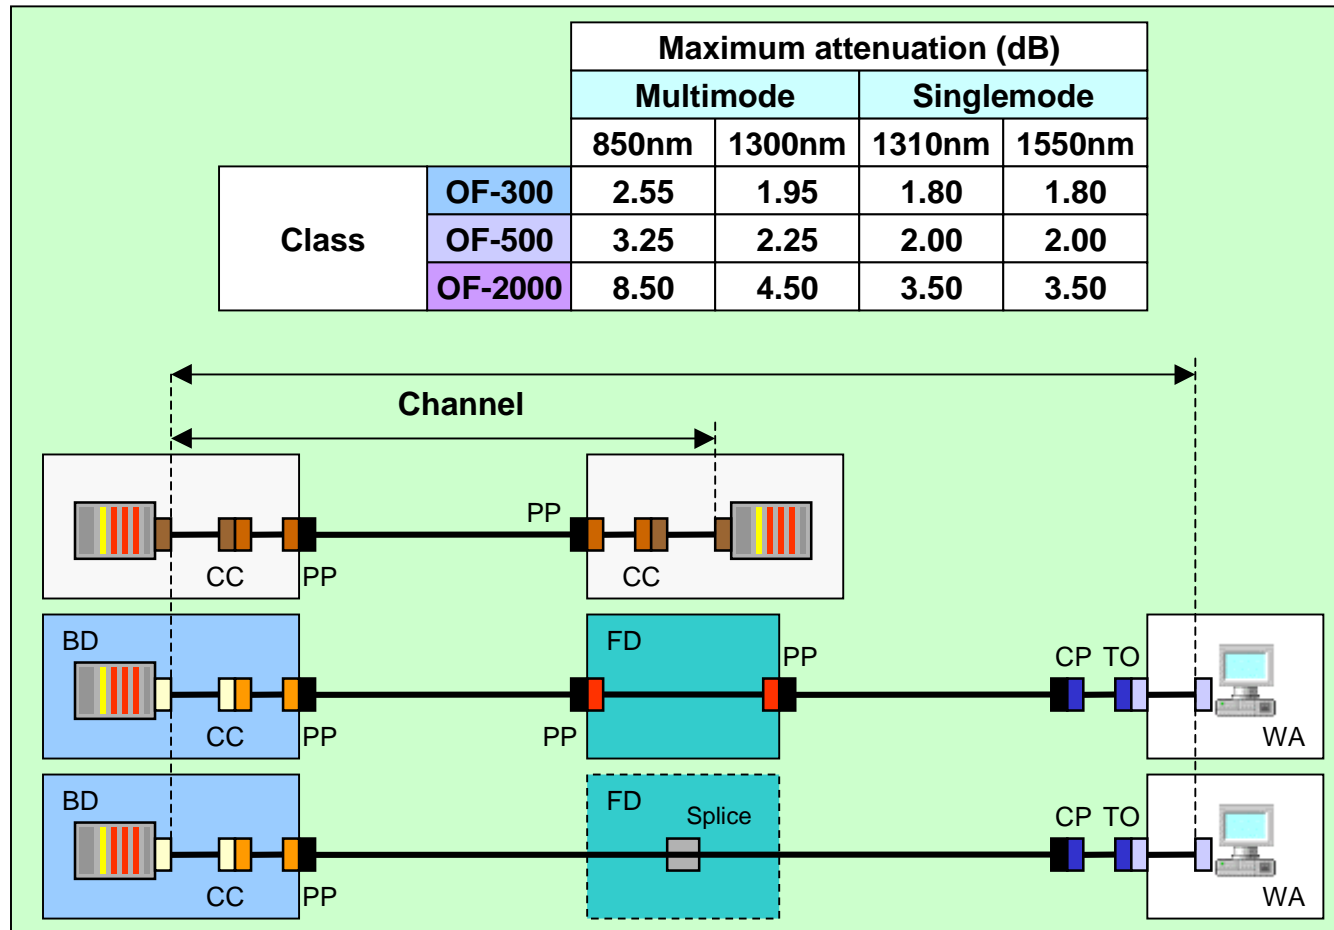 Maximum attenuation (dB)
Multimode Singlemode
850nm 1300nm 1310nm 1550nm
Class
OF-300 2.55 1.95 1.80 1.80
OF-500 3.25 2.25 2.00 2.00
OF-2000 8.50 4.50 3.50 3.50
Channel
PP
CC PP CC
BD FD PP CP TO
CC PP PP WA
BD FD Splice CP TO
CC PP WA